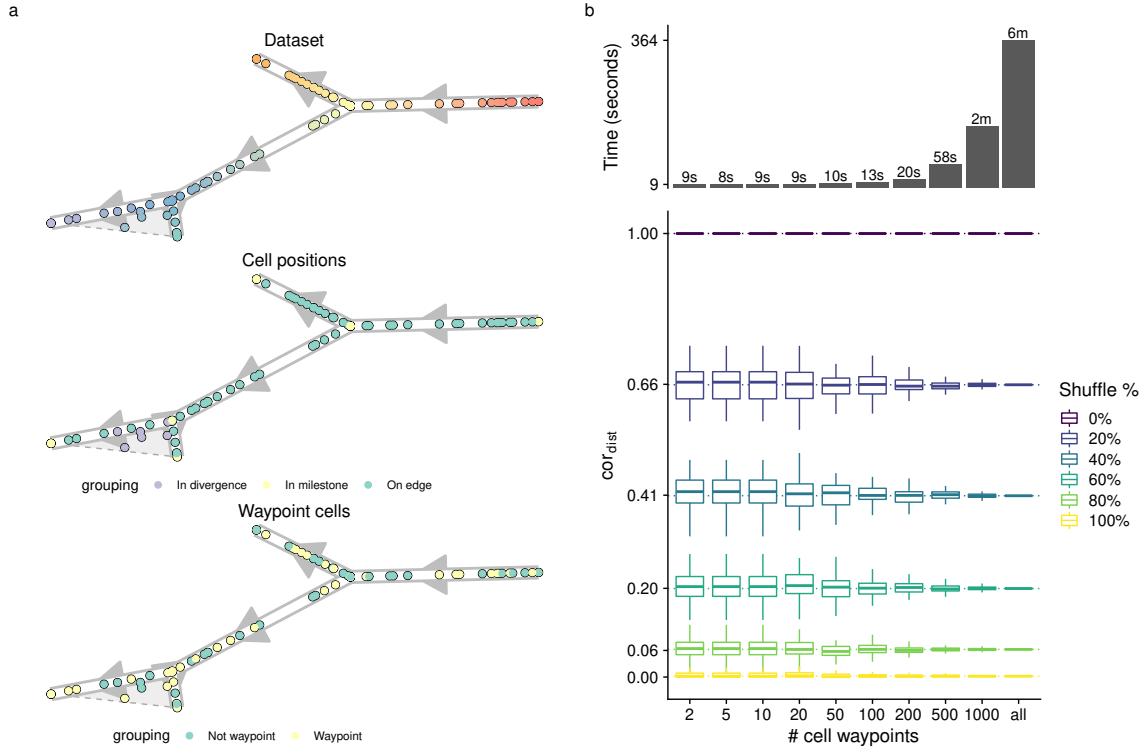 a
Dataset
Cell positions
grouping In divergence In milestone On edge
Waypoint cells
grouping Not waypoint Waypoint
b
Time (seconds)
364
9
9s 8s 9s 9s 10s 13s 20s 58s 2m 6m
cor_dist
1.00
0.66
0.41
0.20
0.06
0.00
2 5 10 20 50 100 200 500 1000 all
# cell waypoints
Shuffle %
0%
20%
40%
60%
80%
100%